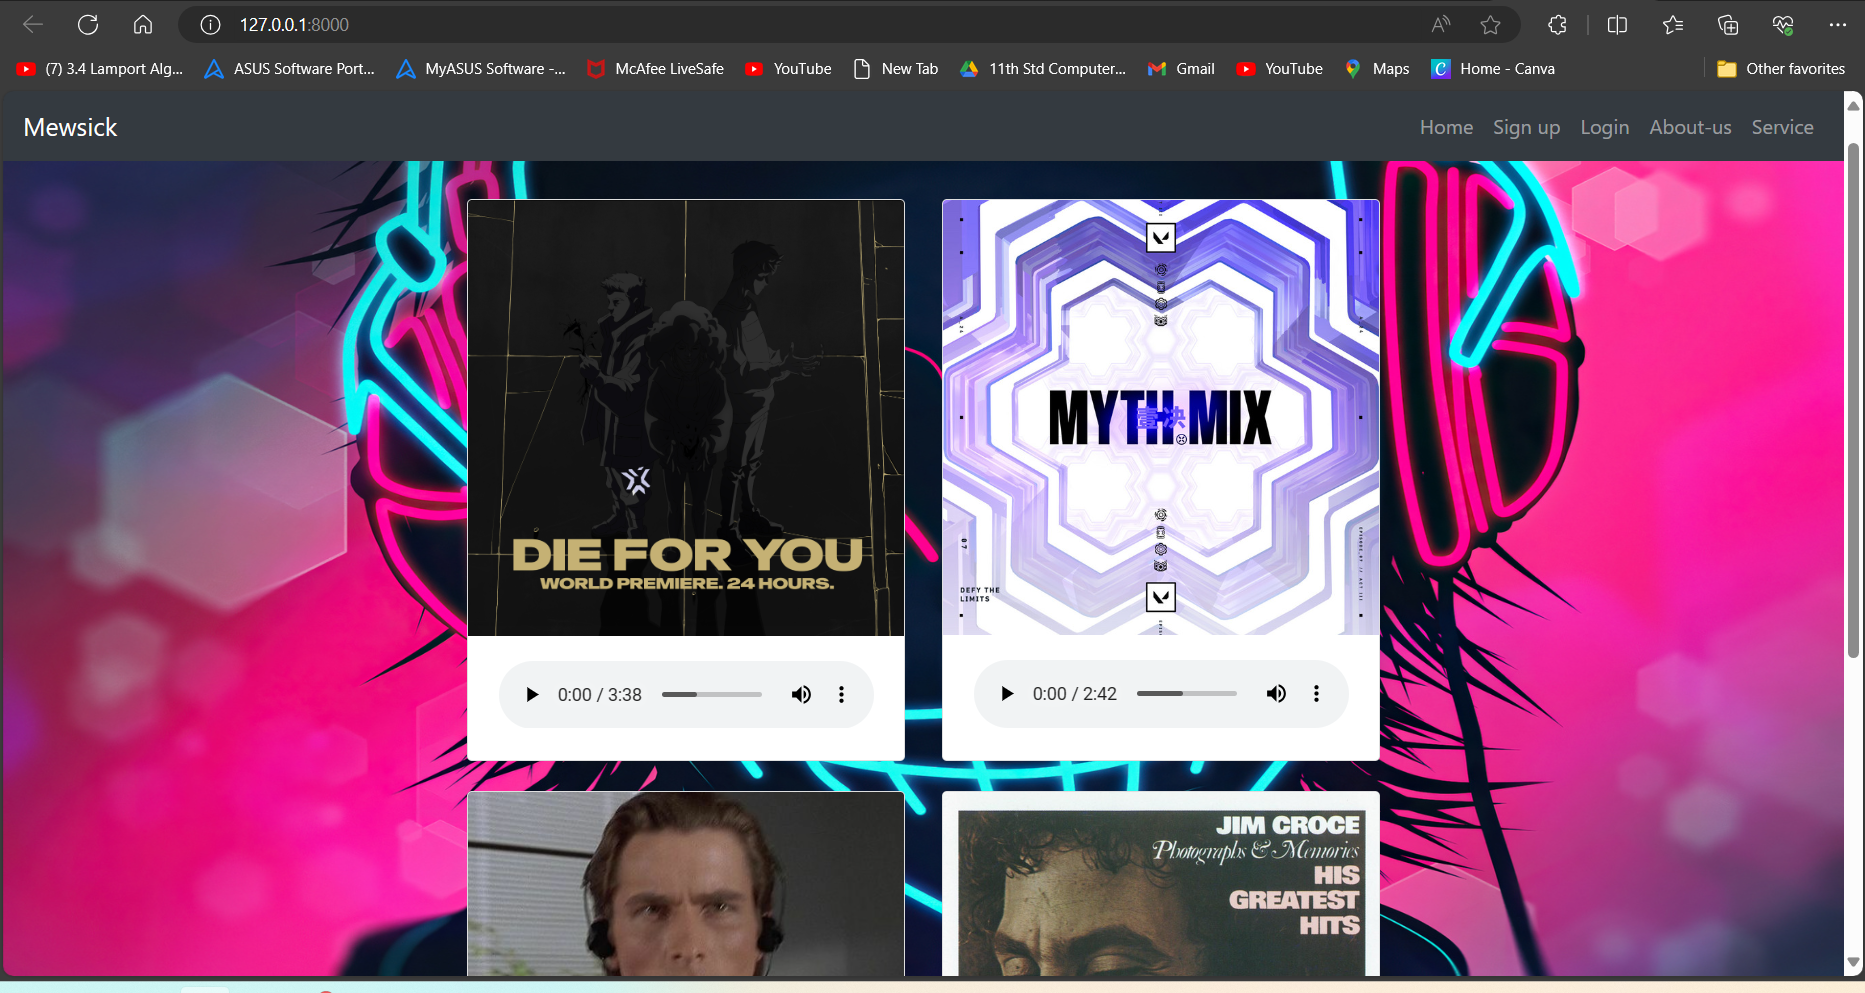 127.0.0.1:8000
(7) 3.4 Lamport Alg...
ASUS Software Port...
MyASUS Software -...
McAfee LiveSafe
YouTube
New Tab
11th Std Computer...
Gmail
YouTube
Maps
Home - Canva
Other favorites
Mewsick
Home
Sign up
Login
About-us
Service
DIE FOR YOU
WORLD PREMIERE. 24 HOURS.
MYTH.MIX
07
DEFY THE
LIMITS
0:00 / 3:38
0:00 / 2:42
JIM CROCE
Photographs & Memories
HIS
GREATEST
HITS